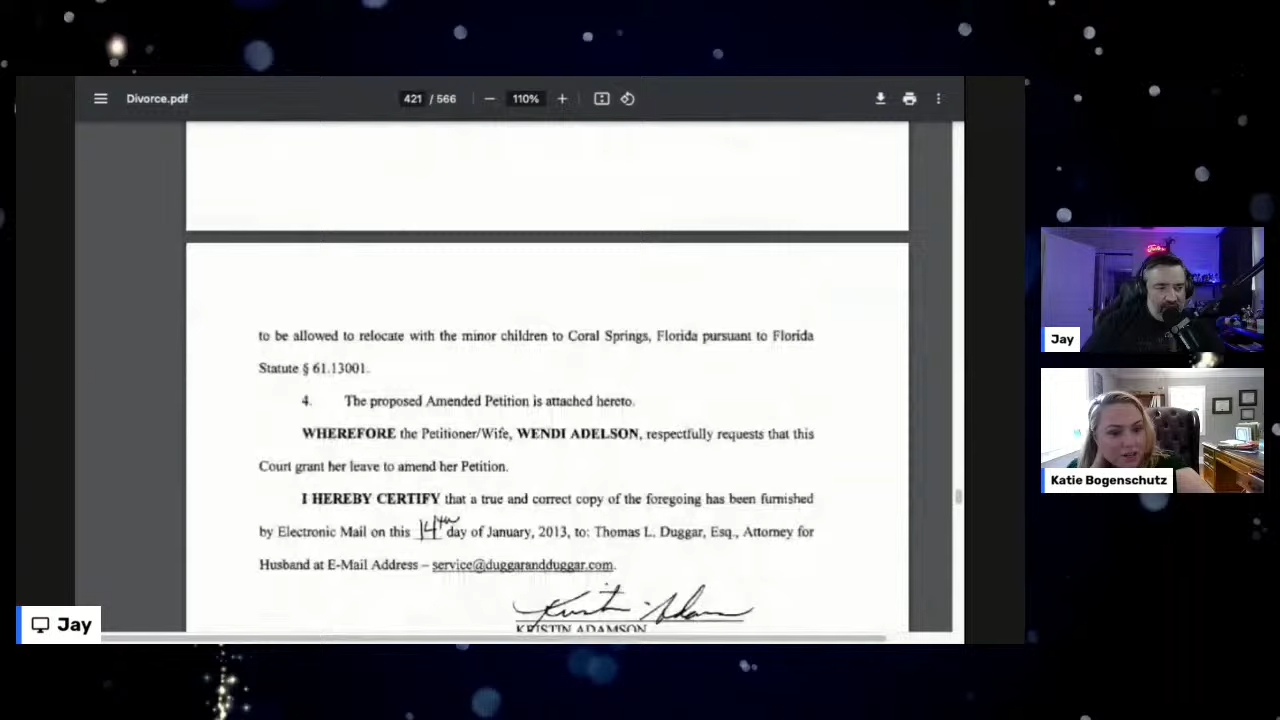 Divorce.pdf
421 / 566
110%
to be allowed to relocate with the minor children to Coral Springs, Florida pursuant to Florida
Statute § 61.13001.
4. The proposed Amended Petition is attached hereto.
WHEREFORE the Petitioner/Wife, WENDI ADELSON, respectfully requests that this
Court grant her leave to amend her Petition.
I HEREBY CERTIFY that a true and correct copy of the foregoing has been furnished
by Electronic Mail on this 14th day of January, 2013, to: Thomas L. Duggar, Esq., Attorney for
Husband at E-Mail Address – service@duggarandduggar.com.
Kristin Adamson
KRISTIN ADAMSON
Jay
Jay
Katie Bogenschutz